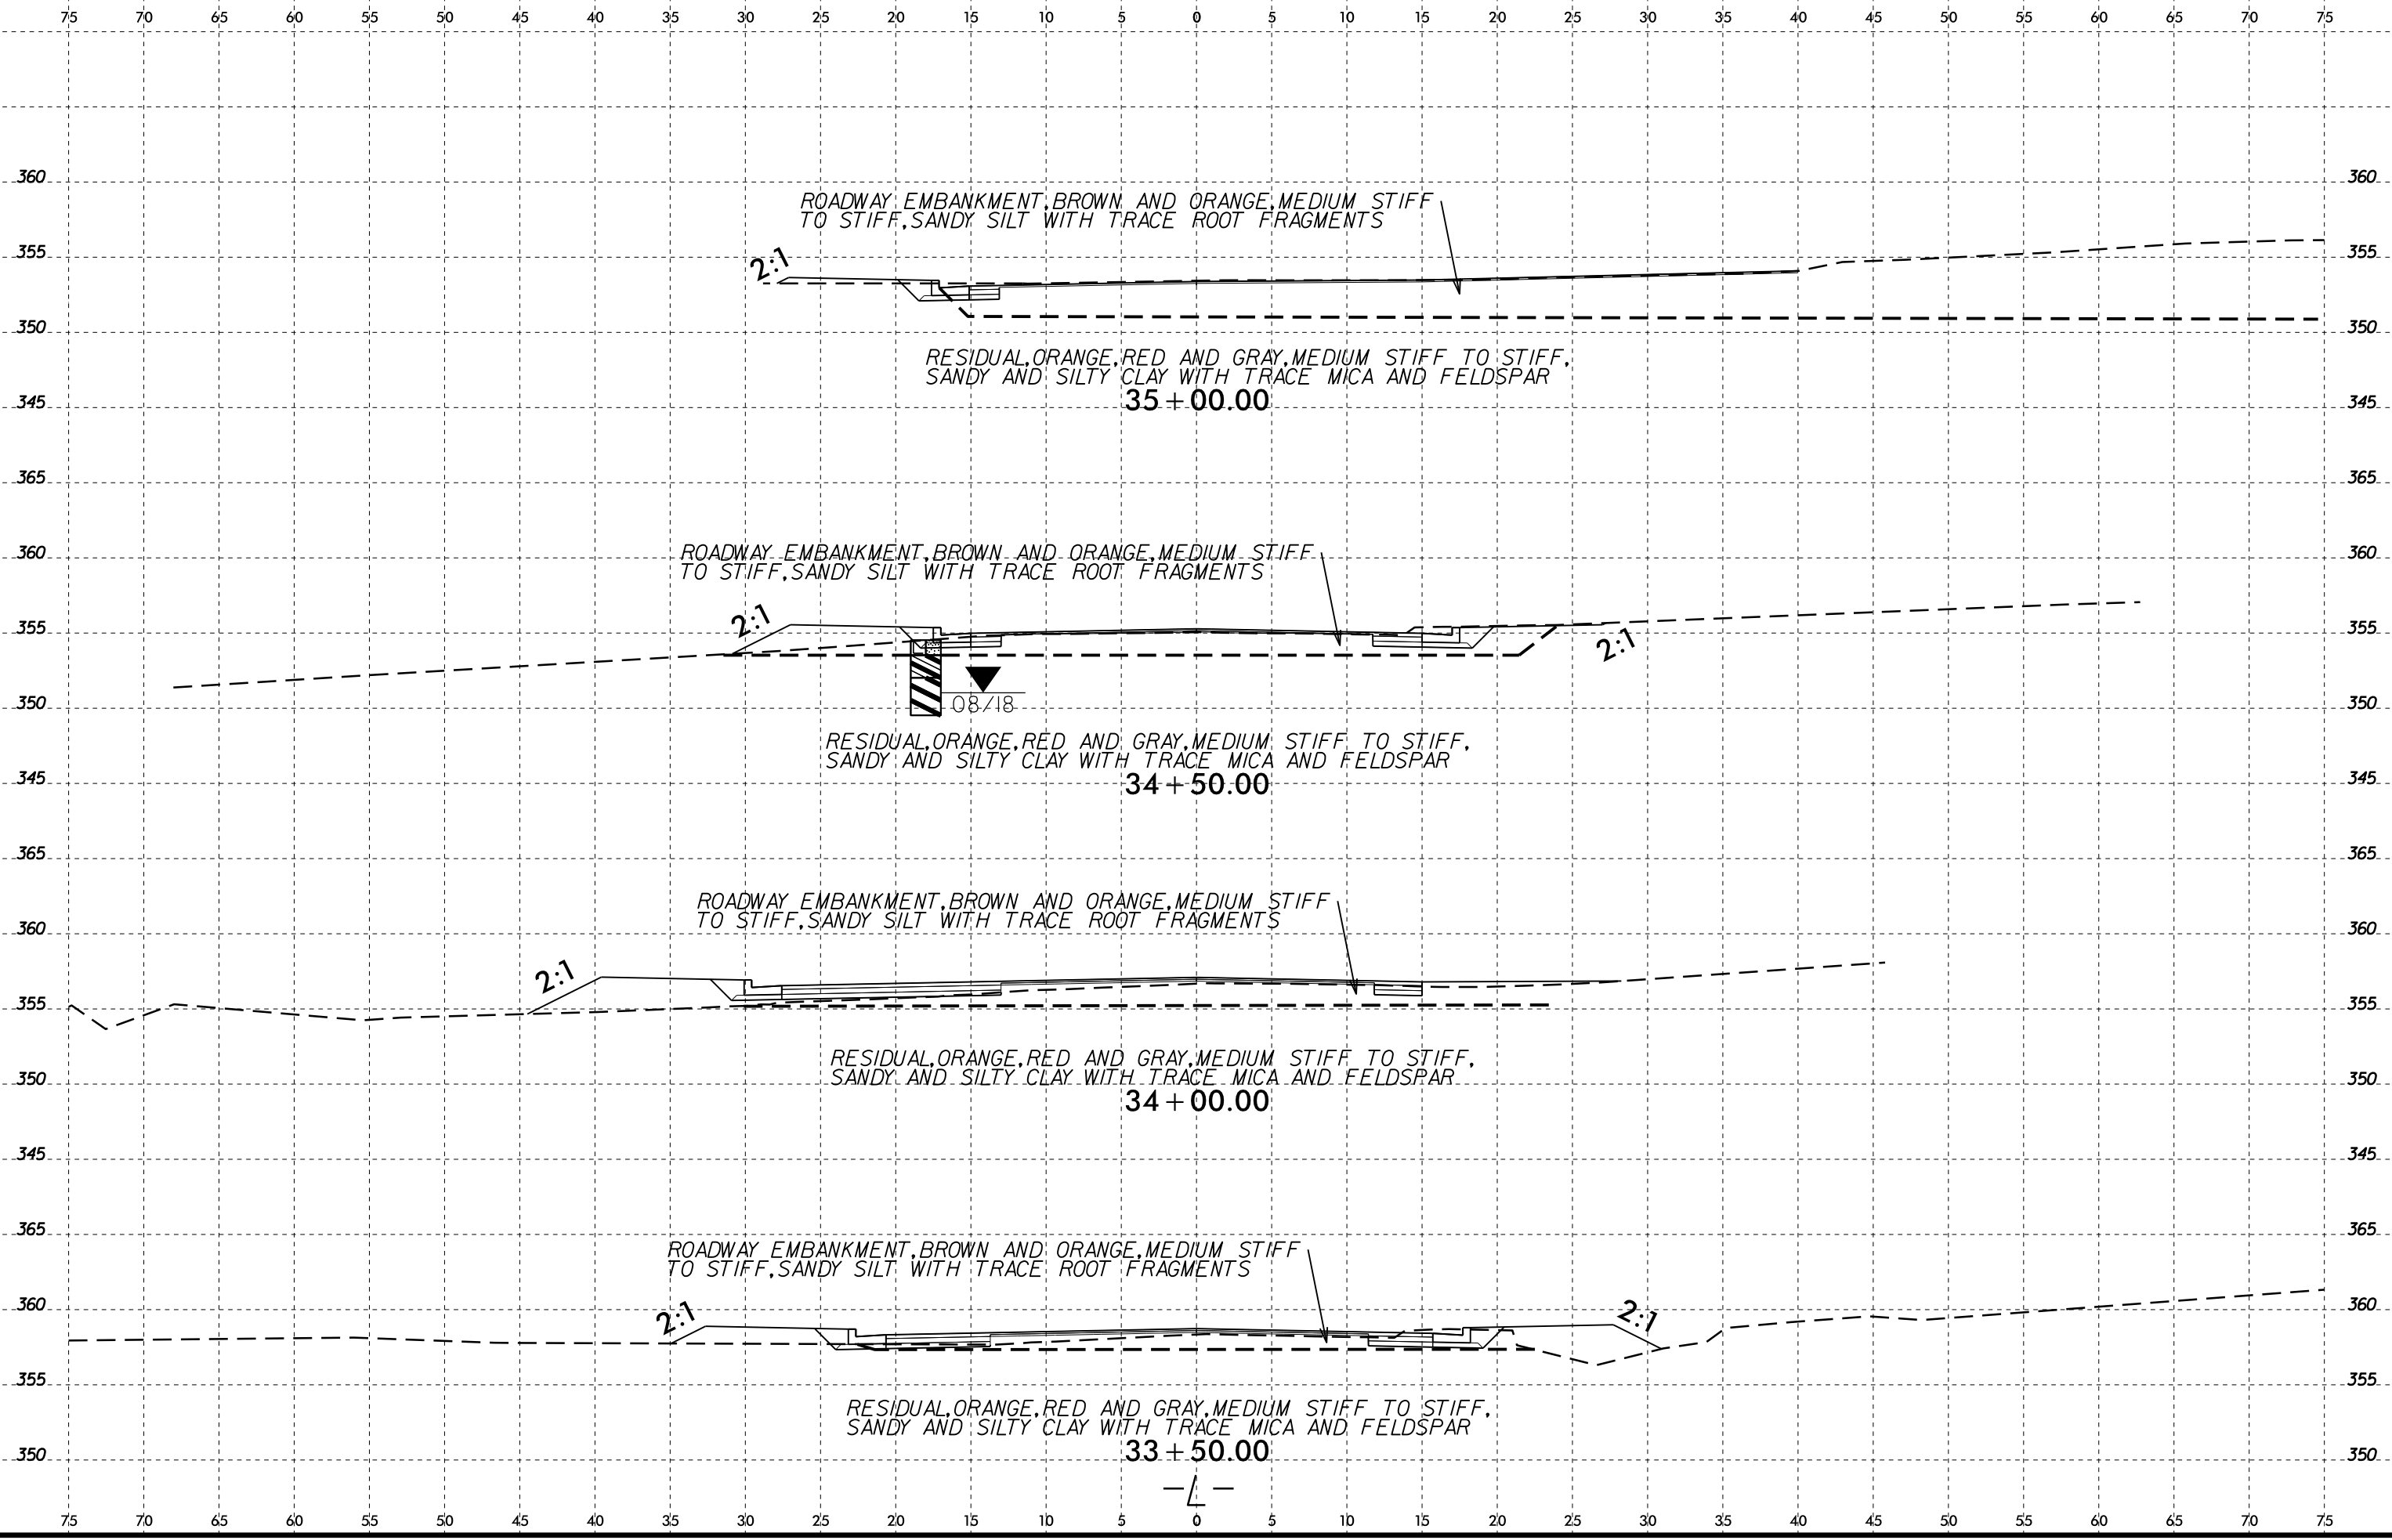 75 70 65 60 55 50 45 40 35 30 25 20 15 10 5 0 5 10 15 20 25 30 35 40 45 50 55 60 65 70 75
360 360
ROADWAY EMBANKMENT, BROWN AND ORANGE, MEDIUM STIFF
TO STIFF, SANDY SILT WITH TRACE ROOT FRAGMENTS
355 355
2:1
350 350
RESIDUAL, ORANGE, RED AND GRAY, MEDIUM STIFF TO STIFF,
SANDY AND SILTY CLAY WITH TRACE MICA AND FELDSPAR
35+00.00
345 345
365 365
360 360
ROADWAY EMBANKMENT, BROWN AND ORANGE, MEDIUM STIFF
TO STIFF, SANDY SILT WITH TRACE ROOT FRAGMENTS
2:1
355 355
2:1
350 350
08/18
RESIDUAL, ORANGE, RED AND GRAY, MEDIUM STIFF TO STIFF,
SANDY AND SILTY CLAY WITH TRACE MICA AND FELDSPAR
345 345
34+50.00
365 365
ROADWAY EMBANKMENT, BROWN AND ORANGE, MEDIUM STIFF
TO STIFF, SANDY SILT WITH TRACE ROOT FRAGMENTS
360 360
2:1
355 355
RESIDUAL, ORANGE, RED AND GRAY, MEDIUM STIFF TO STIFF,
SANDY AND SILTY CLAY WITH TRACE MICA AND FELDSPAR
350 350
34+00.00
345 345
365 365
ROADWAY EMBANKMENT, BROWN AND ORANGE, MEDIUM STIFF
TO STIFF, SANDY SILT WITH TRACE ROOT FRAGMENTS
360 360
2:1 2:1
355 355
RESIDUAL, ORANGE, RED AND GRAY, MEDIUM STIFF TO STIFF,
SANDY AND SILTY CLAY WITH TRACE MICA AND FELDSPAR
33+50.00
350 350
-L-
75 70 65 60 55 50 45 40 35 30 25 20 15 10 5 0 5 10 15 20 25 30 35 40 45 50 55 60 65 70 75